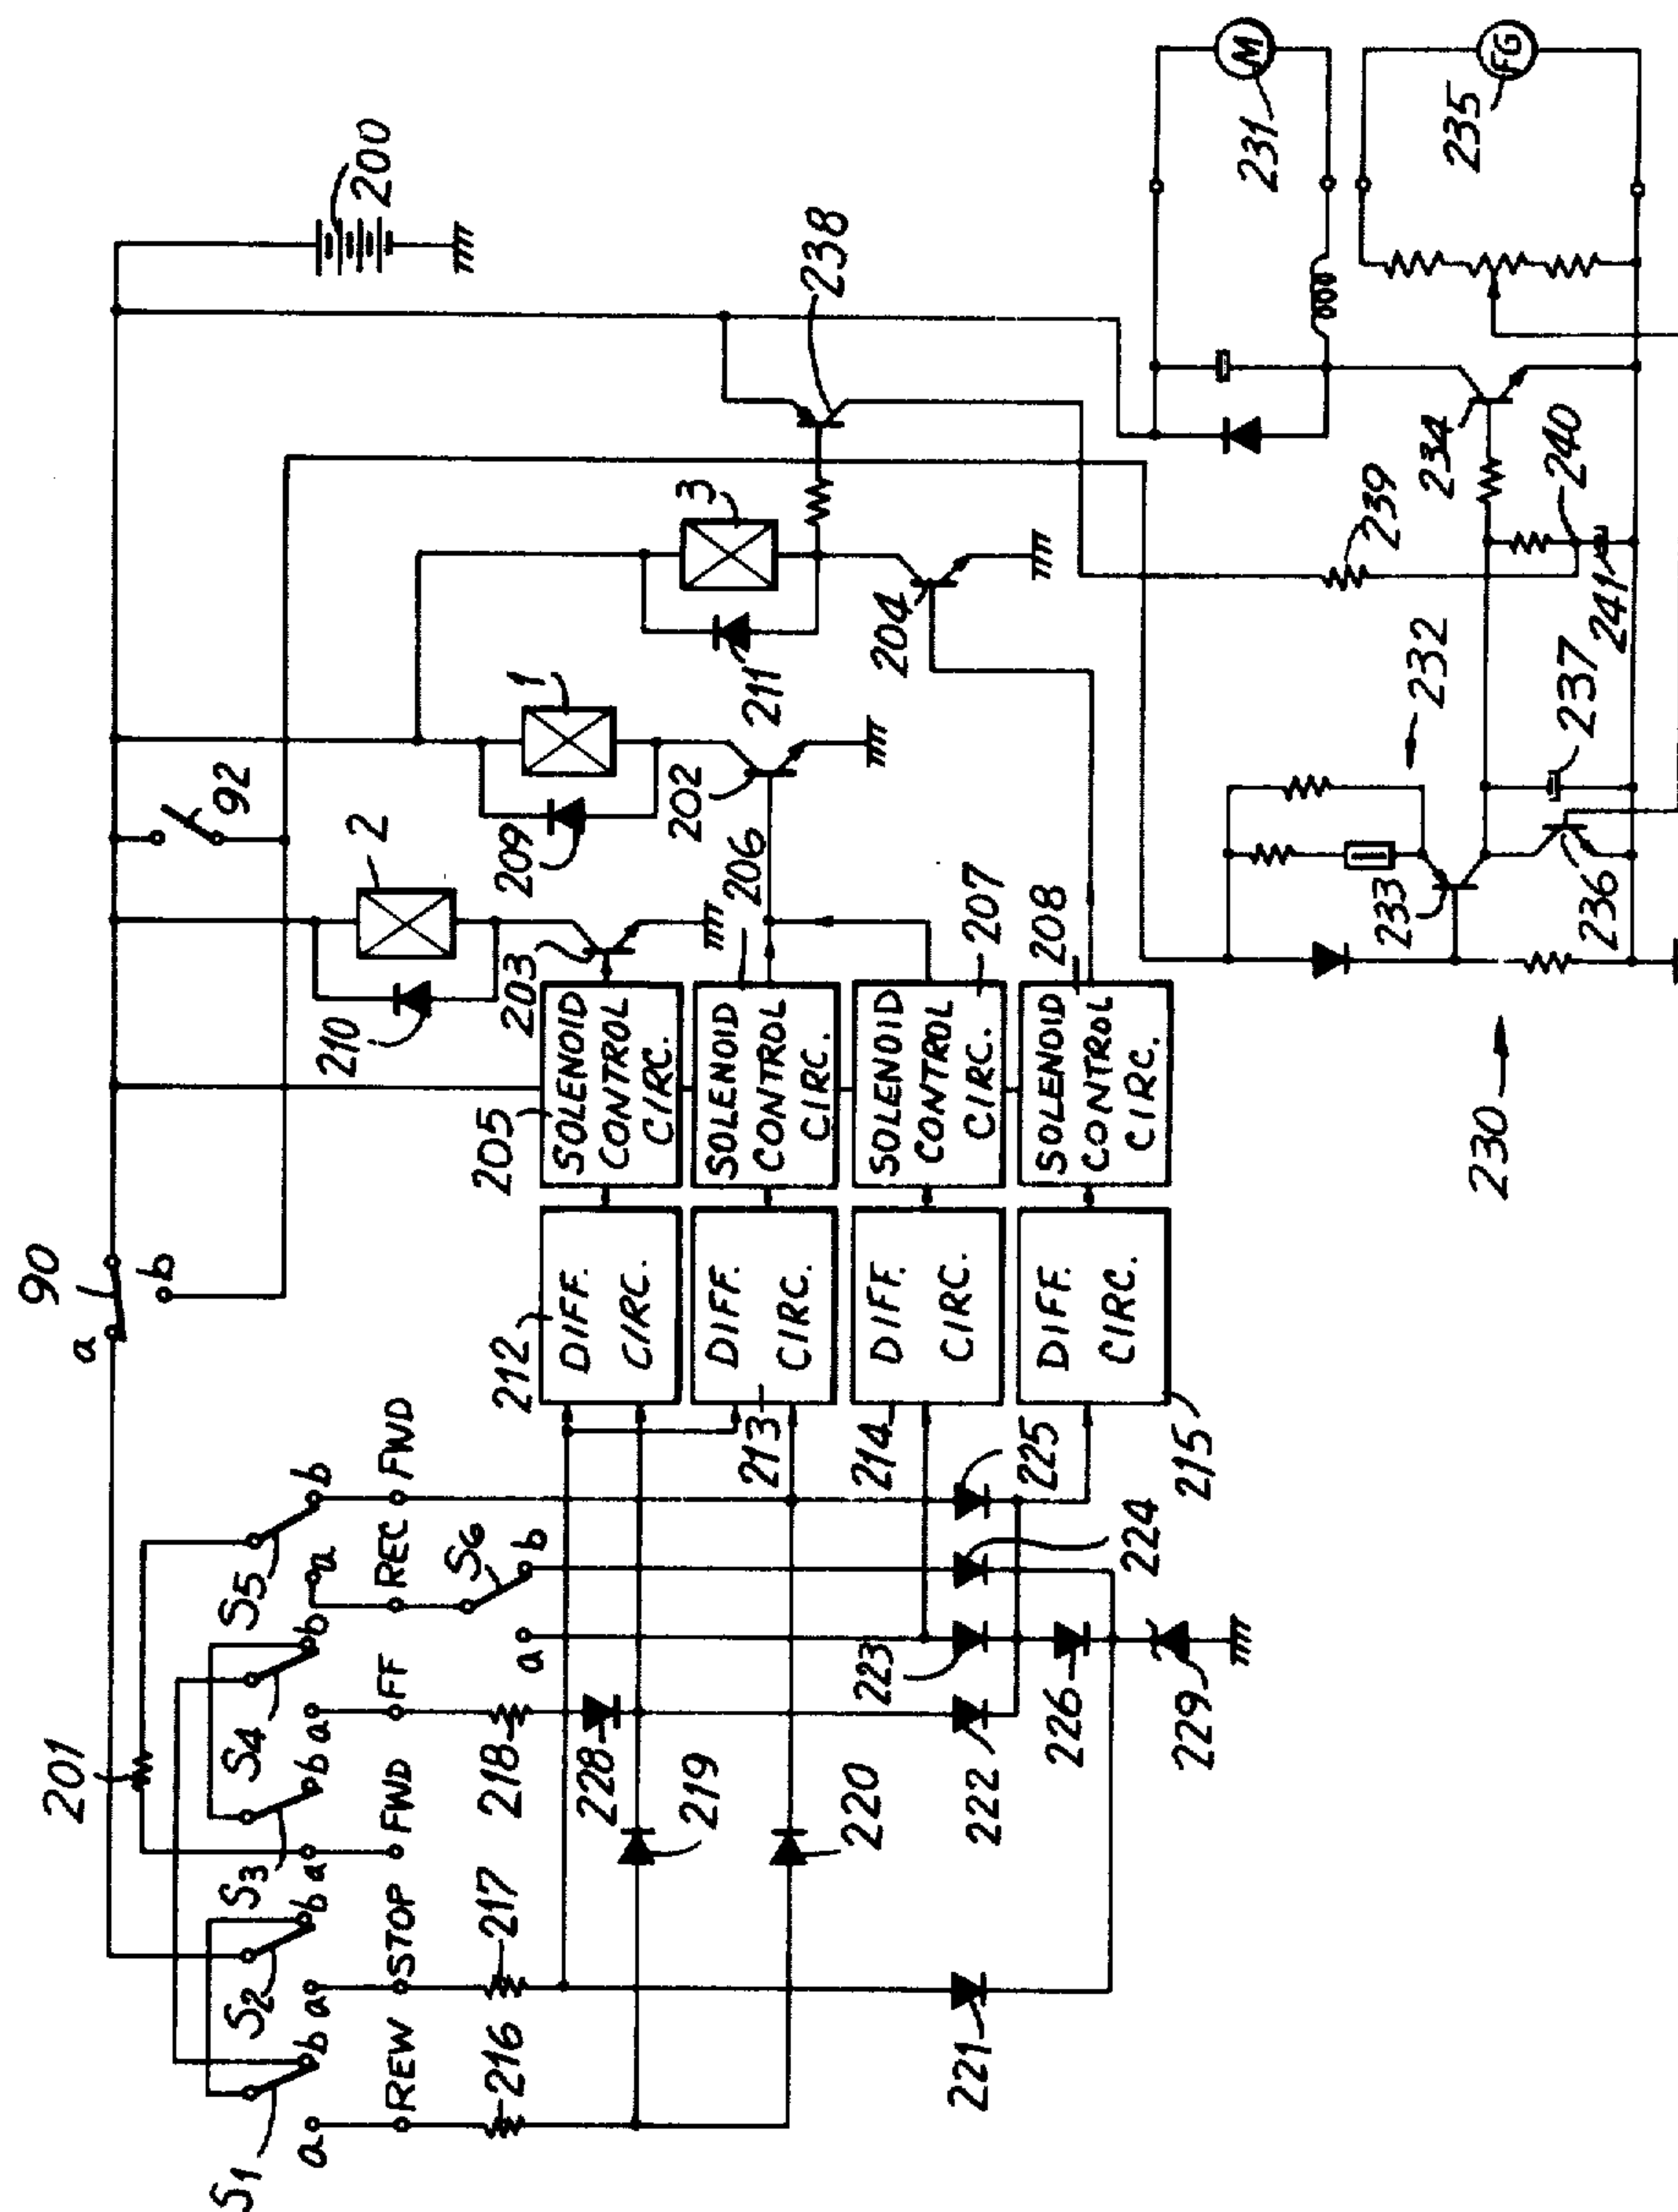 90
a
b
200
201
S1
S2
S3
S4
S5
S6
a
b
a
b
a
b
a
b
a
b
a
b
REW
STOP
FWD
FF
REC
FWD
216
217
218
228
219
220
221
222
223
224
225
226
229
212
DIFF.
CIRC.
213
DIFF.
CIRC.
214
DIFF.
CIRC.
215
DIFF.
CIRC.
205
SOLENOID
CONTROL
CIRC.
206
SOLENOID
CONTROL
CIRC.
207
SOLENOID
CONTROL
CIRC.
208
SOLENOID
CONTROL
CIRC.
210
2
203
92
209
1
202
211
3
204
238
M
231
FG
235
234
239
240
241
232
237
233
236
230